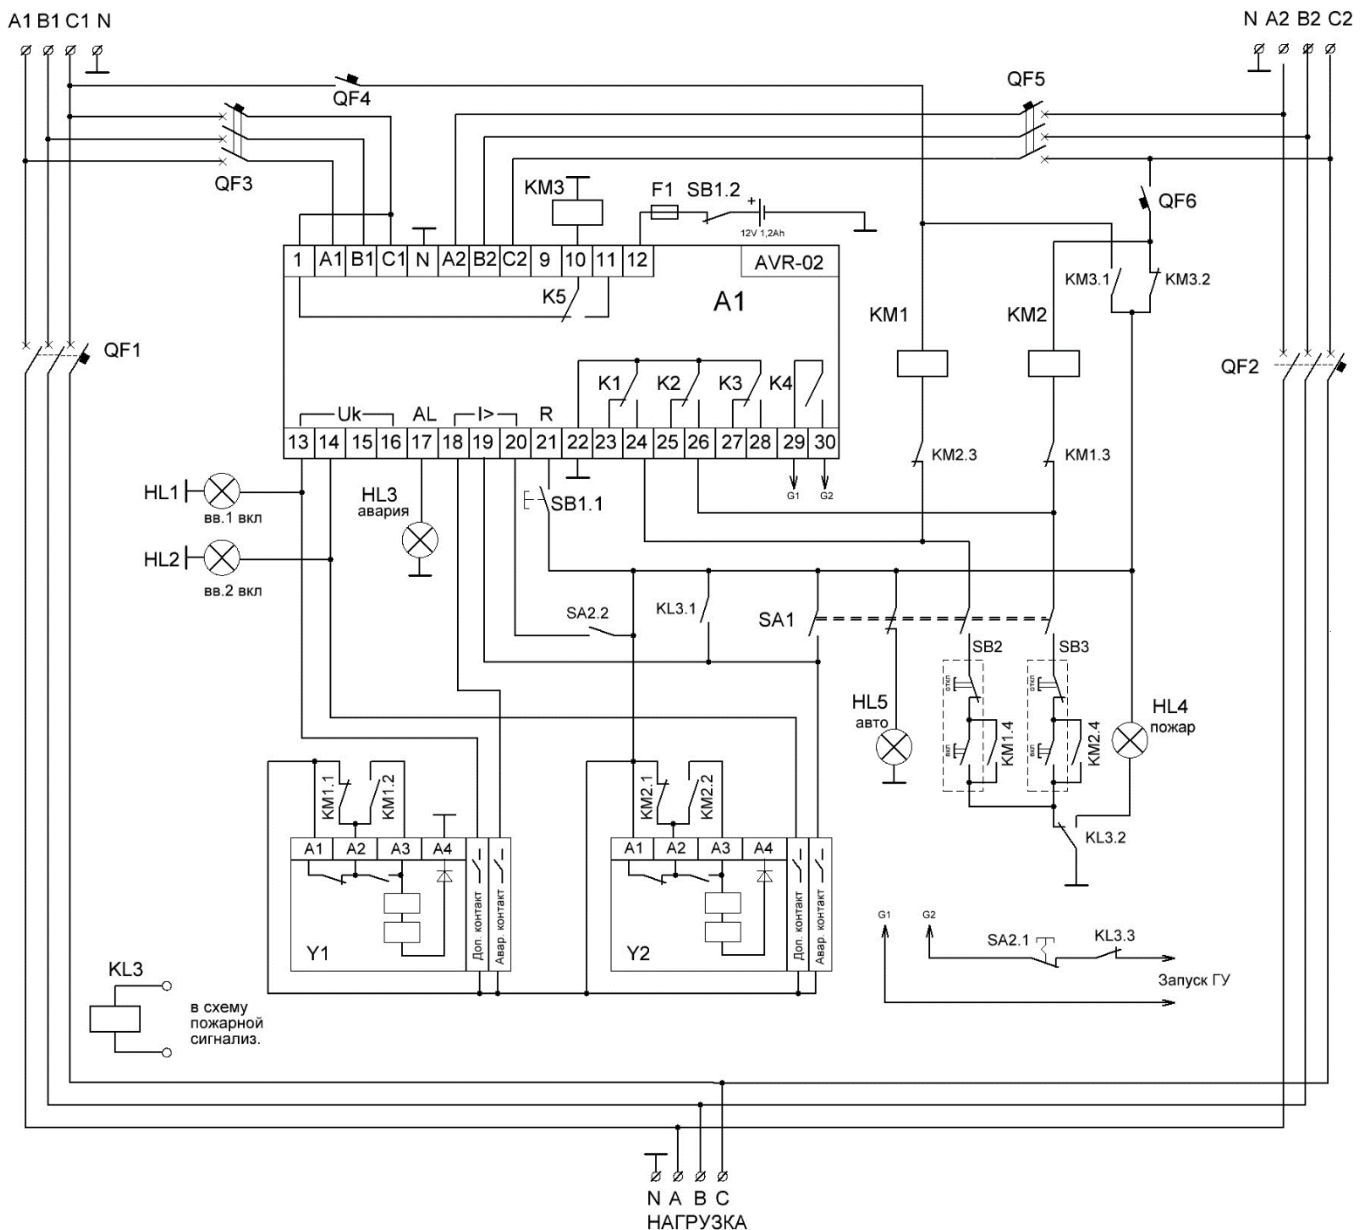 A1 B1 C1 N
N A2 B2 C2
QF4
QF5
QF3
QF6
KM3
F1 SB1.2
+
12V 1,2Ah
1 A1 B1 C1 N A2 B2 C2 9 10 11 12
AVR-02
K5
A1
KM3.1
KM3.2
KM1
KM2
QF1
QF2
K1 K2 K3 K4
Uk AL I> R
13 14 15 16 17 18 19 20 21 22 23 24 25 26 27 28 29 30
KM2.3
KM1.3
HL1
вв.1 вкл
HL3
авария
SB1.1
G1 G2
HL2
вв.2 вкл
SA2.2
KL3.1
SA1
SB2
SB3
откл
откл
HL5
авто
HL4
пожар
вкл
KM1.4
вкл
KM2.4
KM1.1
KM1.2
KM2.1
KM2.2
KL3.2
A1 A2 A3 A4
A1 A2 A3 A4
Y1
Доп. контакт
Авар. контакт
Y2
Доп. контакт
Авар. контакт
G1
G2
SA2.1
KL3.3
Запуск ГУ
KL3
в схему
пожарной
сигнализ.
N A B C
НАГРУЗКА